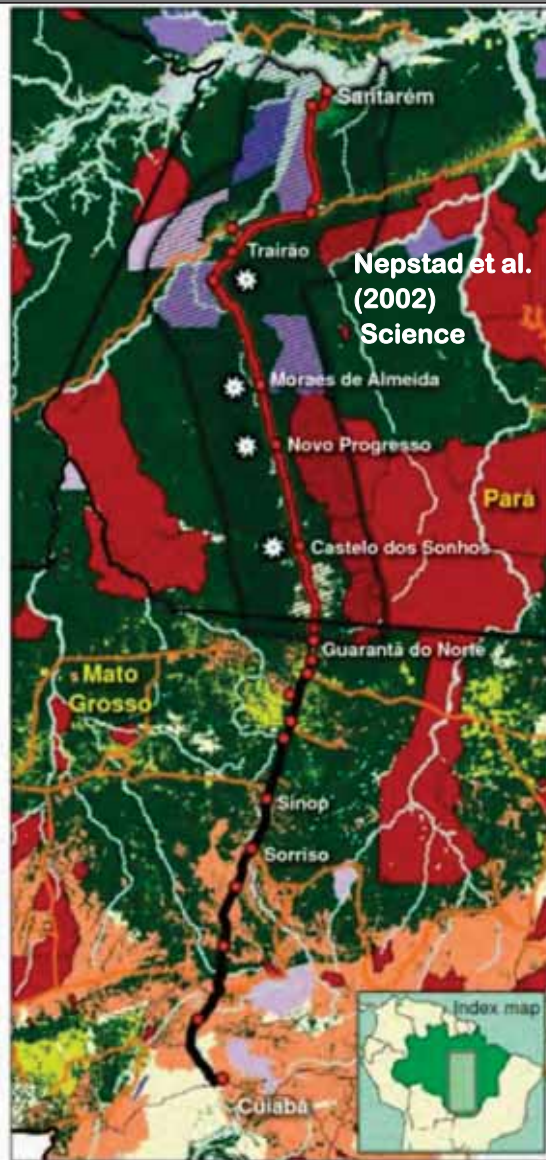 Santarém
Trairão
Nepstad et al.
(2002)
Science
Moraes de Almeida
Novo Progresso
Pará
Castelo dos Sonhos
Guarantã do Norte
Mato
Grosso
Sinop
Sorriso
Index map
Cuiabá